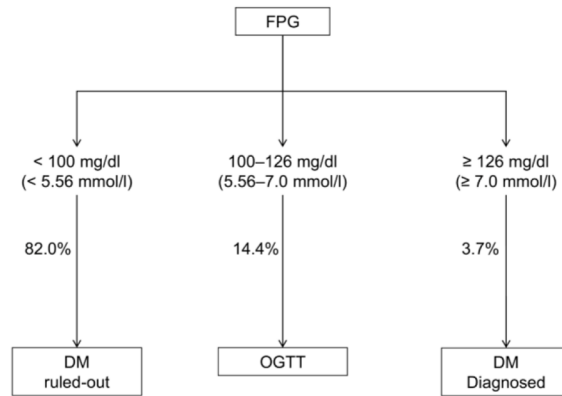 FPG
< 100 mg/dl
(< 5.56 mmol/l)
100–126 mg/dl
(5.56–7.0 mmol/l)
≥ 126 mg/dl
(≥ 7.0 mmol/l)
82.0%
14.4%
3.7%
DM
ruled-out
OGTT
DM
Diagnosed